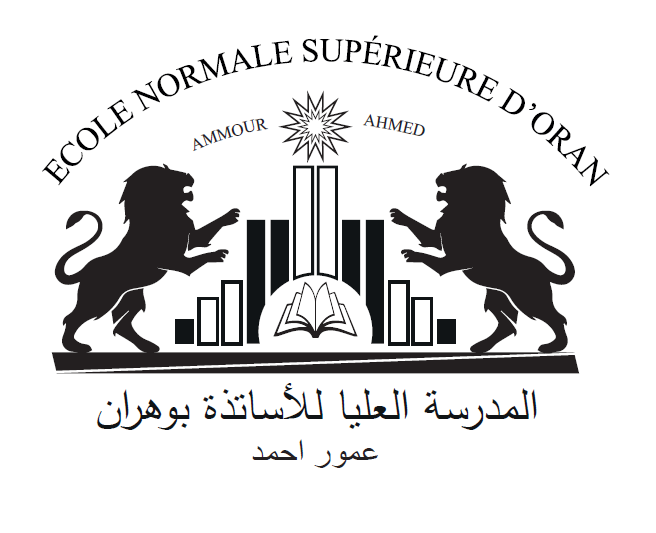 ECOLE NORMALE SUPÉRIEURE D'ORAN
AMMOUR AHMED
المدرسة العليا للأساتذة بوهران
عمور احمد